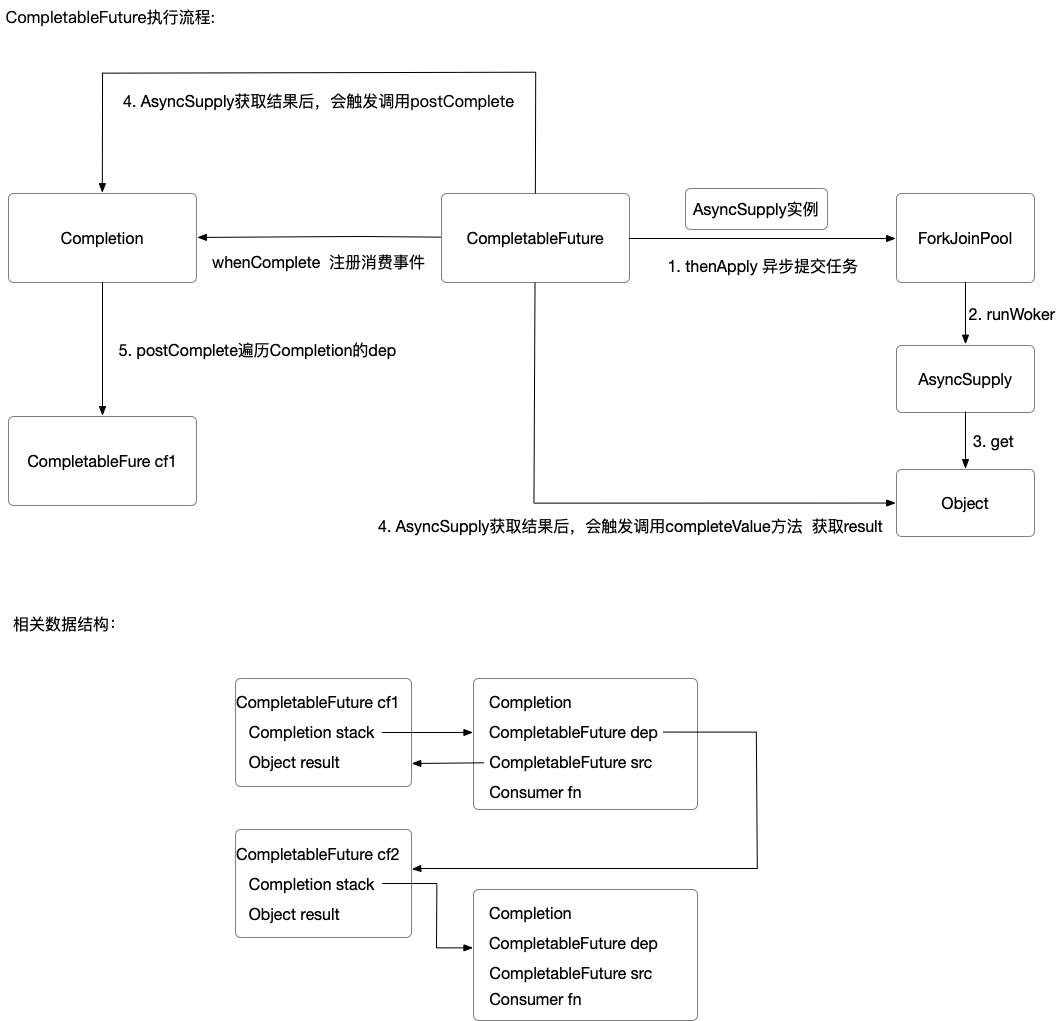 CompletableFuture执行流程:
4. AsyncSupply获取结果后，会触发调用postComplete
AsyncSupply实例
Completion
CompletableFuture
ForkJoinPool
whenComplete 注册消费事件
1. thenApply 异步提交任务
2. runWoker
5. postComplete遍历Completion的dep
AsyncSupply
3. get
CompletableFure cf1
Object
4. AsyncSupply获取结果后，会触发调用completeValue方法 获取result
相关数据结构：
CompletableFuture cf1
Completion stack
Object result
Completion
CompletableFuture dep
CompletableFuture src
Consumer fn
CompletableFuture cf2
Completion stack
Object result
Completion
CompletableFuture dep
CompletableFuture src
Consumer fn